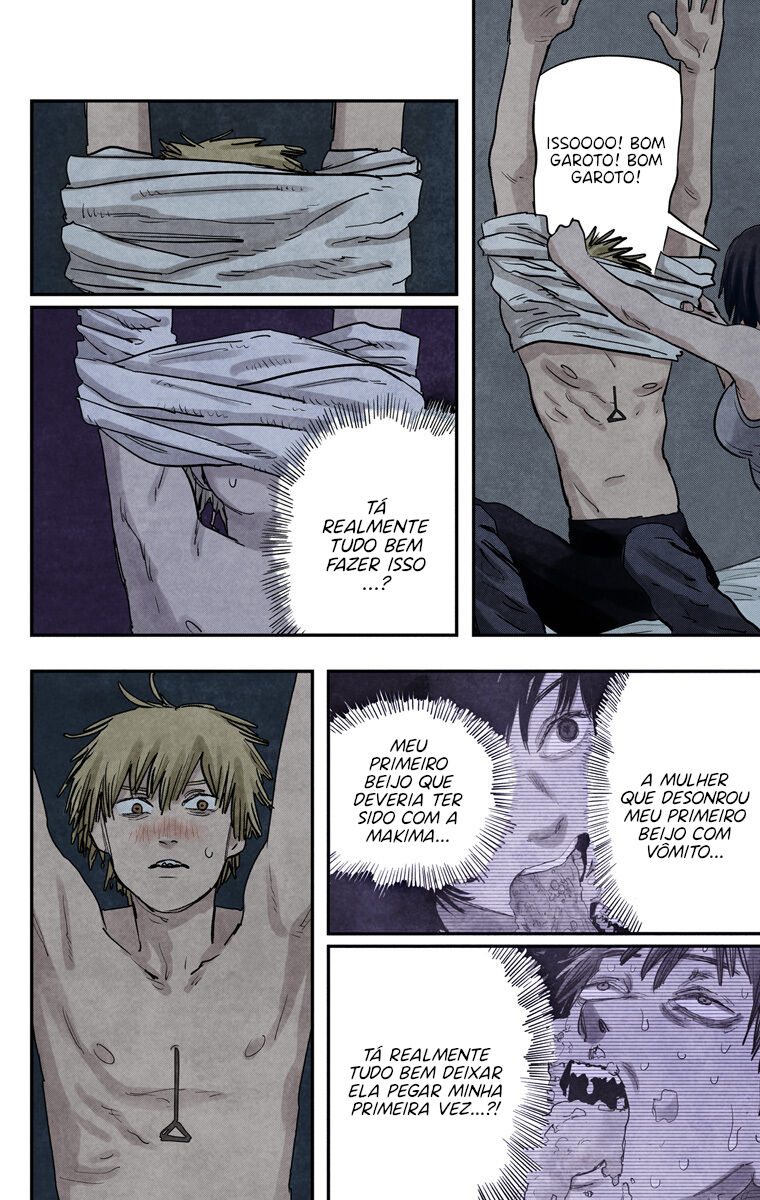 ISSOOOO! BOM
GAROTO! BOM
GAROTO!
TÁ
REALMENTE
TUDO BEM
FAZER ISSO
...?
A MULHER
QUE DESONROU
MEU PRIMEIRO
BEIJO COM
VÔMITO...
MEU
PRIMEIRO
BEIJO QUE
DEVERIA TER
SIDO COM A
MAKIMA...
TÁ REALMENTE
TUDO BEM DEIXAR
ELA PEGAR MINHA
PRIMEIRA VEZ...?!